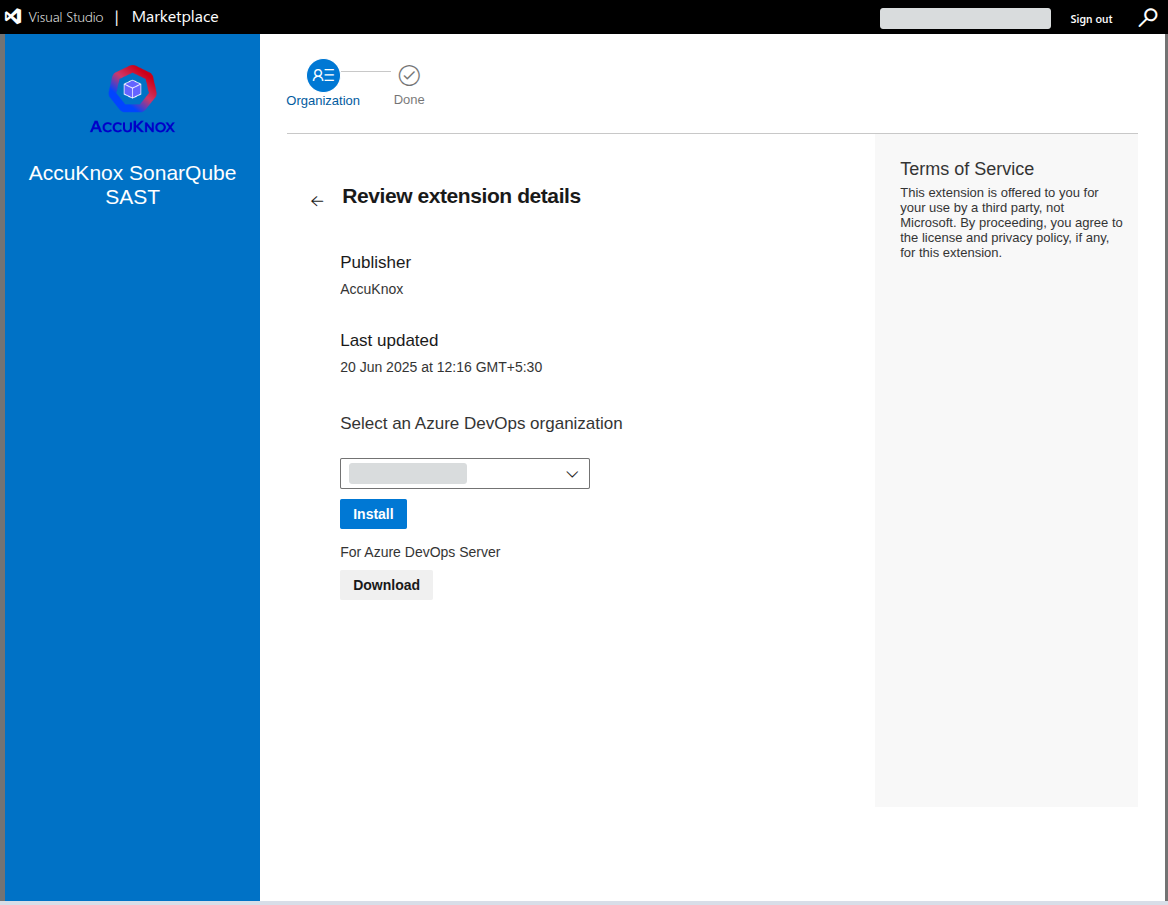 Visual Studio | Marketplace
Sign out
ACCUKNOX
AccuKnox SonarQube
SAST
Organization
Done
Review extension details
Publisher
AccuKnox
Last updated
20 Jun 2025 at 12:16 GMT+5:30
Select an Azure DevOps organization
Install
For Azure DevOps Server
Download
Terms of Service
This extension is offered to you for
your use by a third party, not
Microsoft. By proceeding, you agree to
the license and privacy policy, if any,
for this extension.